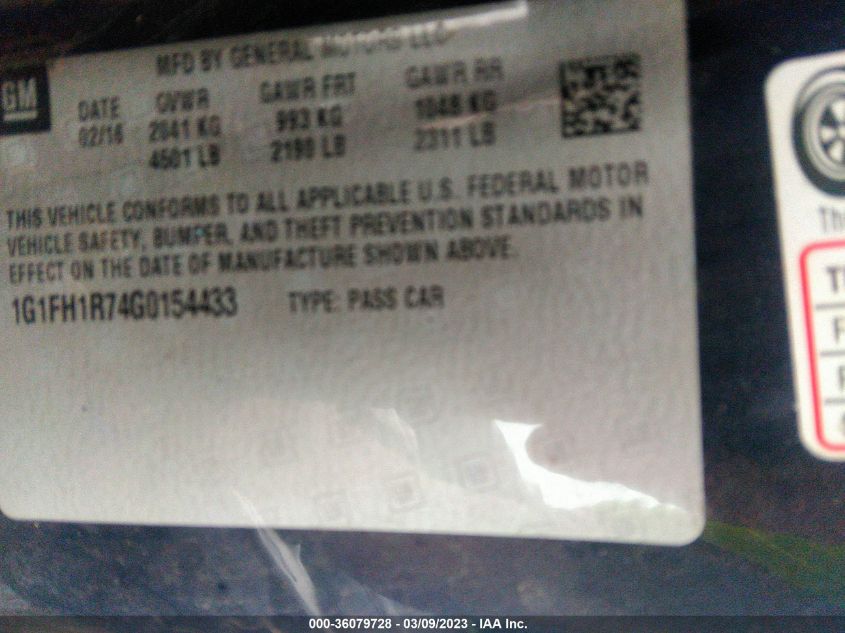 MFD BY GENERAL MOTORS LLC
GM
DATE GVWR GAWR FRT GAWR RR
02/16 2041 KG 993 KG 1048 KG
4501 LB 2190 LB 2311 LB
THIS VEHICLE CONFORMS TO ALL APPLICABLE U.S. FEDERAL MOTOR
VEHICLE SAFETY, BUMPER, AND THEFT PREVENTION STANDARDS IN
EFFECT ON THE DATE OF MANUFACTURE SHOWN ABOVE.
1G1FH1R74G0154433 TYPE: PASS CAR
Th
000-36079728 - 03/09/2023 - IAA Inc.